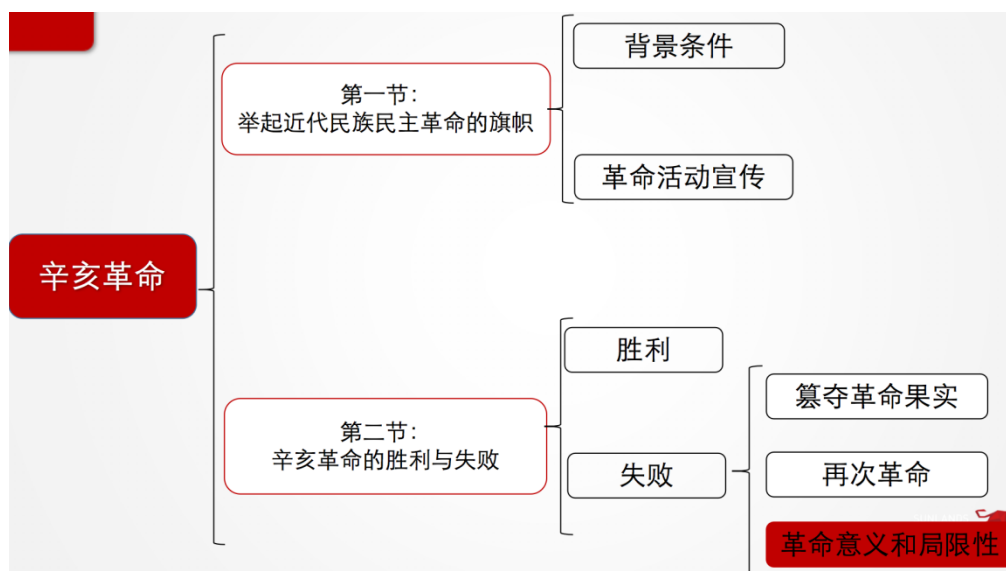 背景条件
第一节：
举起近代民族民主革命的旗帜
革命活动宣传
辛亥革命
胜利
篡夺革命果实
第二节：
辛亥革命的胜利与失败
失败
再次革命
革命意义和局限性